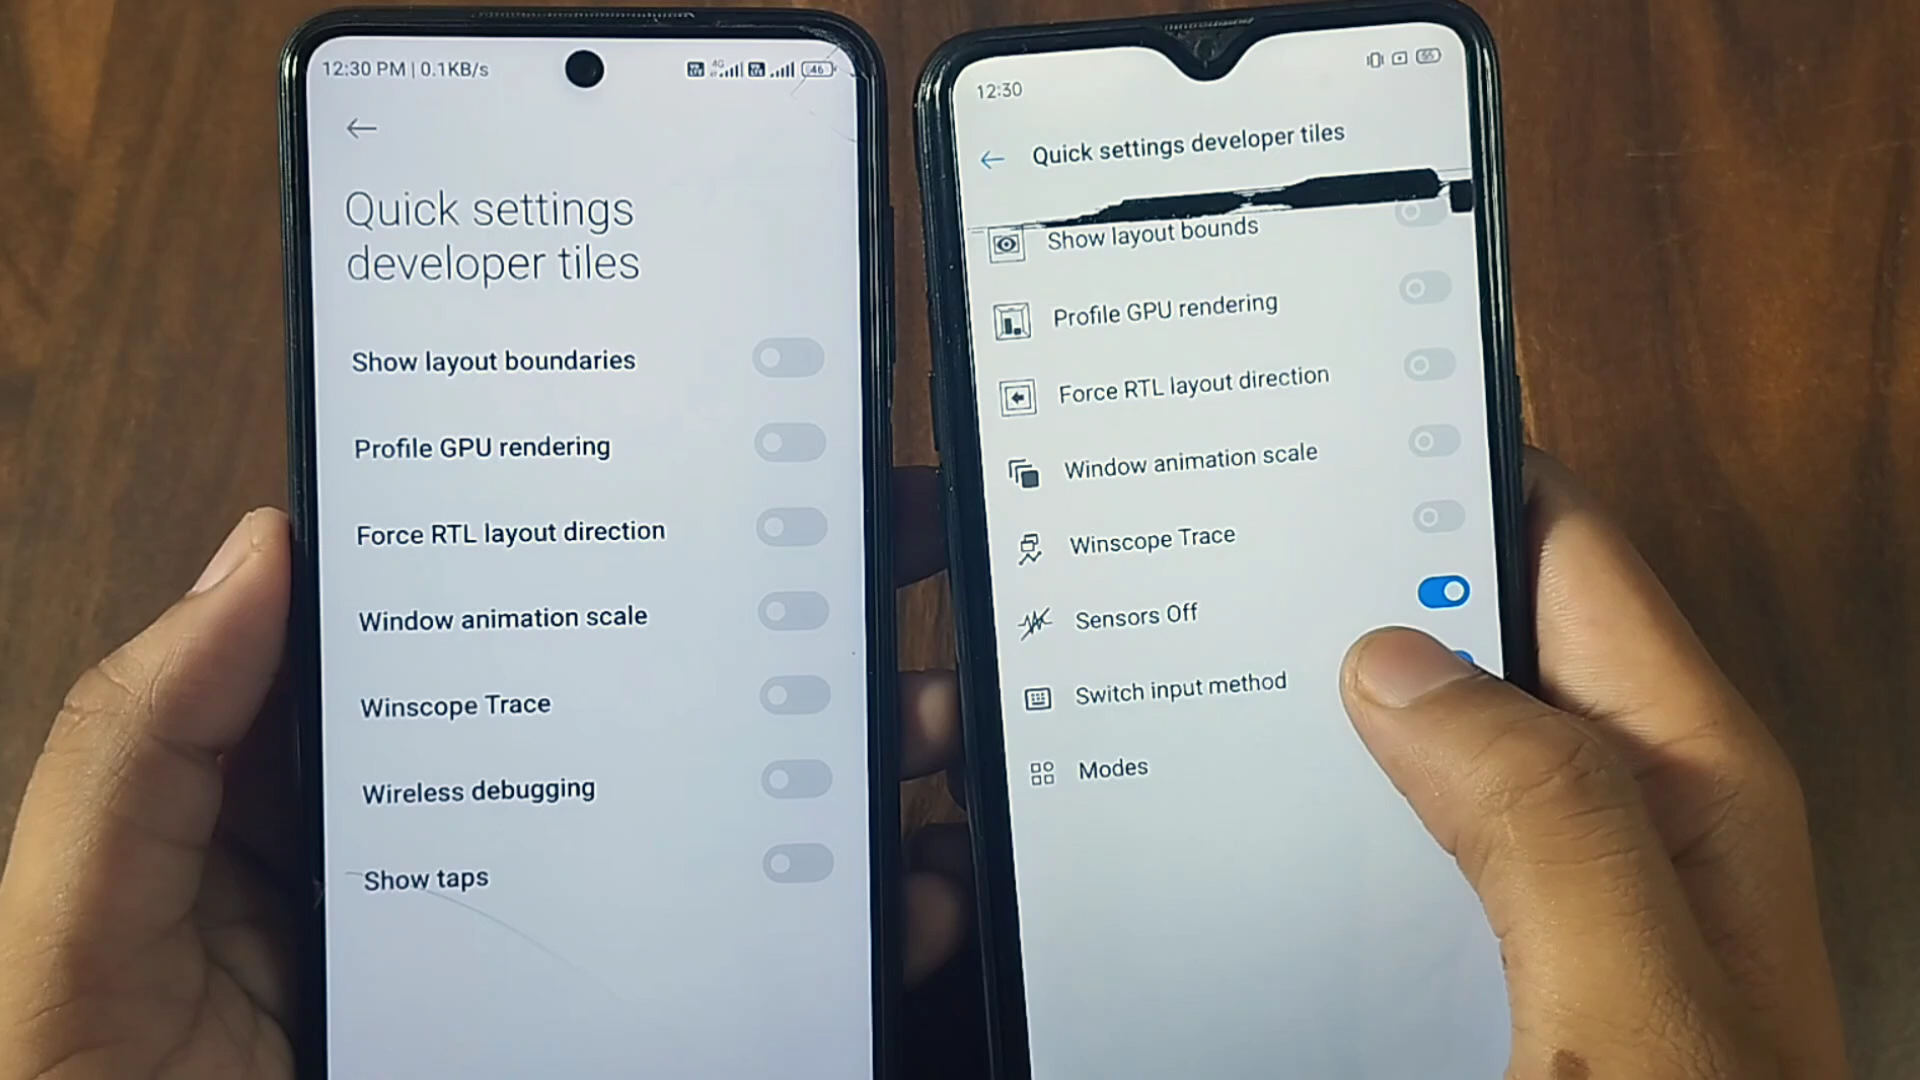 12:30 PM | 0.1KB/s
4G
46
Quick settings
developer tiles
Show layout boundaries
Profile GPU rendering
Force RTL layout direction
Window animation scale
Winscope Trace
Wireless debugging
Show taps
12:30
Quick settings developer tiles
Show layout bounds
Profile GPU rendering
Force RTL layout direction
Window animation scale
Winscope Trace
Sensors Off
Switch input method
Modes